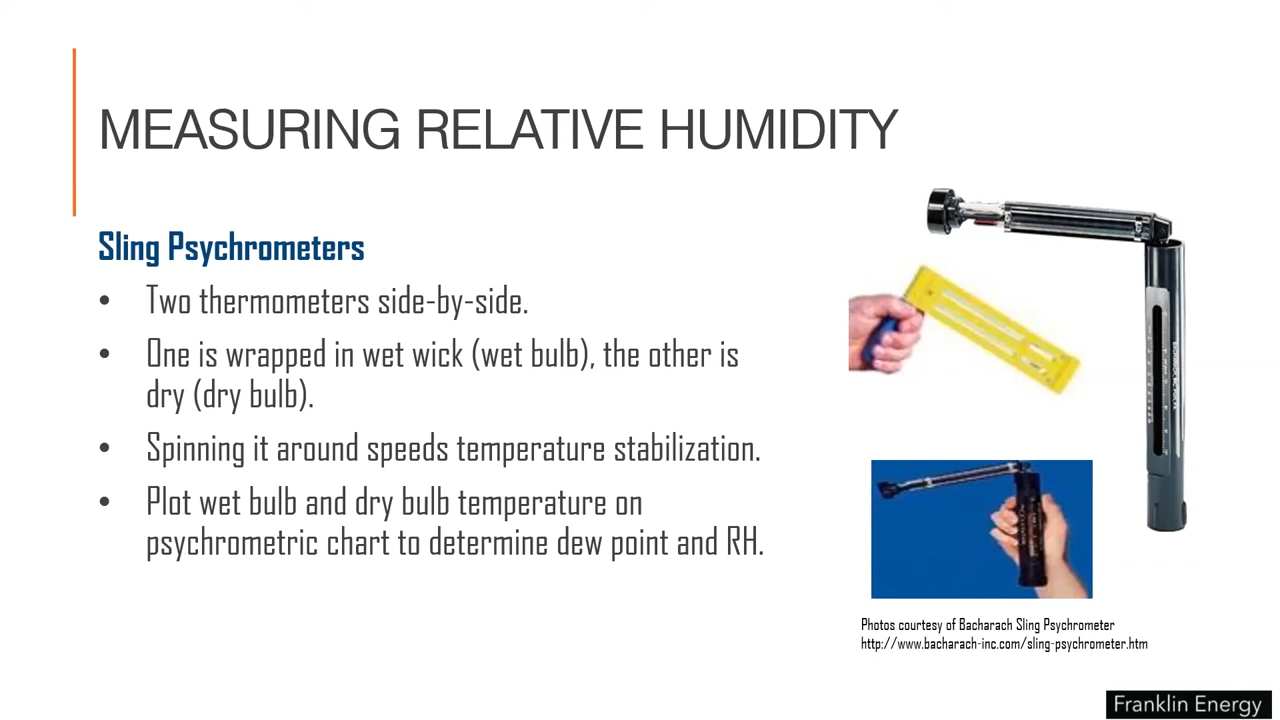 MEASURING RELATIVE HUMIDITY
Sling Psychrometers
• Two thermometers side-by-side.
• One is wrapped in wet wick (wet bulb), the other is
dry (dry bulb).
• Spinning it around speeds temperature stabilization.
• Plot wet bulb and dry bulb temperature on
psychrometric chart to determine dew point and RH.
Photos courtesy of Bacharach Sling Psychrometer
http://www.bacharach-inc.com/sling-psychrometer.htm
Franklin Energy